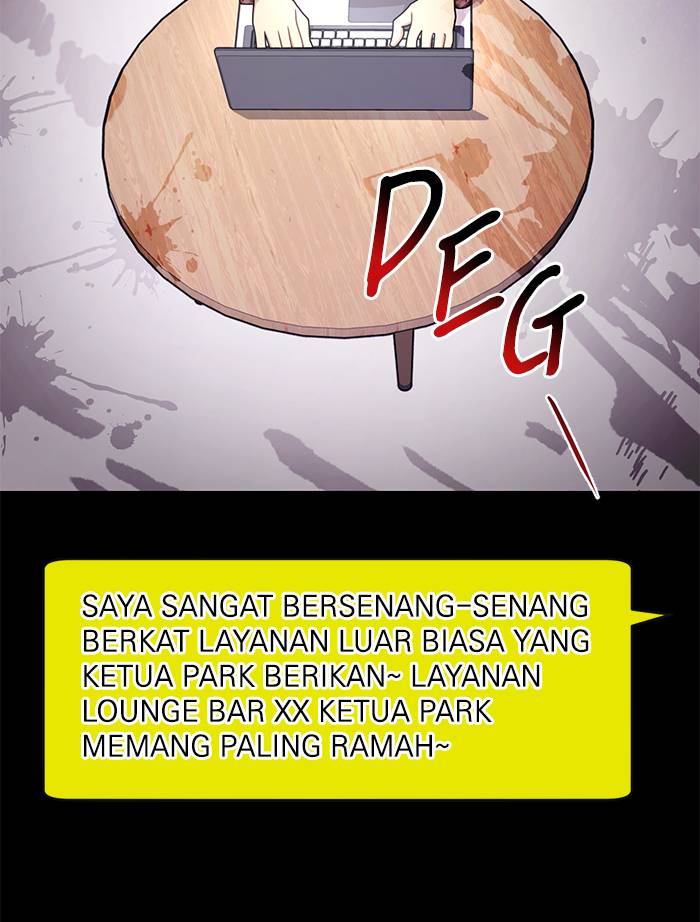 DEG
SAYA SANGAT BERSENANG-SENANG
BERKAT LAYANAN LUAR BIASA YANG
KETUA PARK BERIKAN~ LAYANAN
LOUNGE BAR XX KETUA PARK
MEMANG PALING RAMAH~